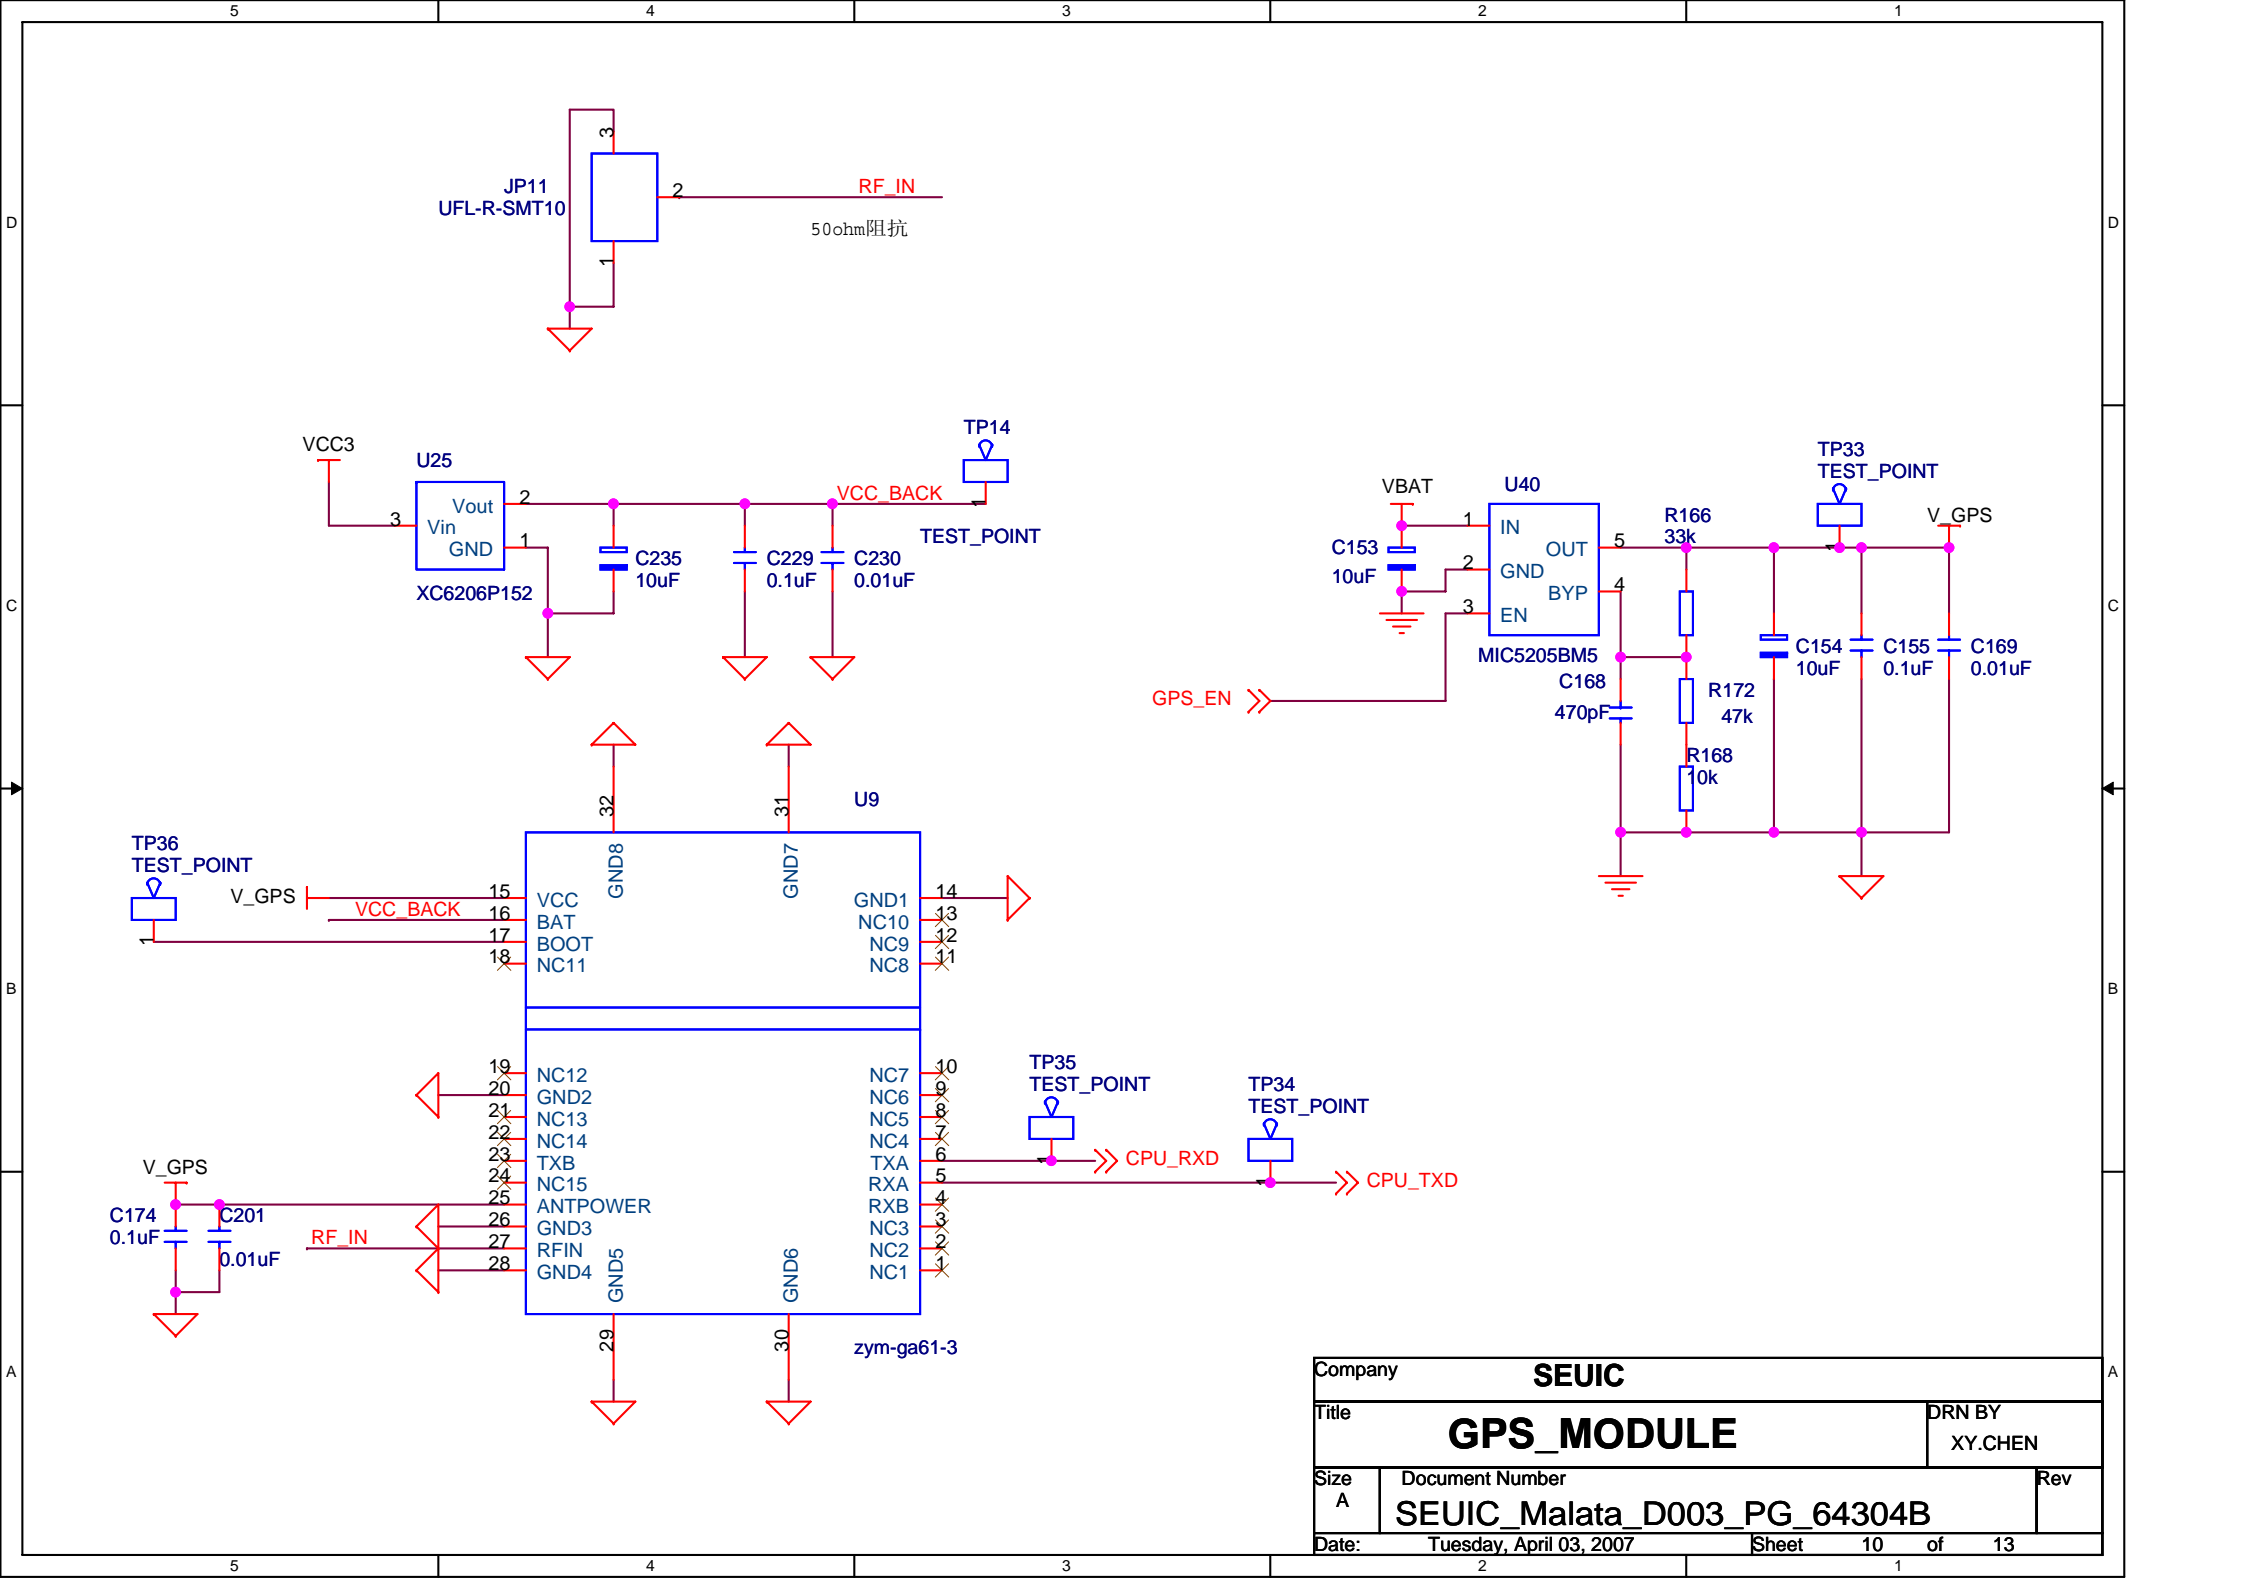 5 4 3 2 1
D D
C C
B B
A A
3
JP11
UFL-R-SMT10
2
RF_IN
50ohm阻抗
1
VCC3
U25
3
Vin
Vout
GND
2
1
XC6206P152
VCC_BACK
TP14
1
TEST_POINT
C235
10uF
C229
0.1uF
C230
0.01uF
VBAT
U40
C153
10uF
1
2
3
IN
GND
EN
OUT
BYP
5
4
MIC5205BM5
GPS_EN
R166
33k
TP33
TEST_POINT
1
V_GPS
C168
470pF
R172
47k
R168
10k
C154
10uF
C155
0.1uF
C169
0.01uF
U9
32
31
GND8
GND7
TP36
TEST_POINT
1
V_GPS
VCC_BACK
15 VCC
16 BAT
17 BOOT
18 NC11
GND1 14
NC10 13
NC9 12
NC8 11
19 NC12
20 GND2
21 NC13
22 NC14
23 TXB
24 NC15
25 ANTPOWER
26 GND3
27 RFIN
28 GND4
NC7 10
NC6 9
NC5 8
NC4 7
TXA 6
RXA 5
RXB 4
NC3 3
NC2 2
NC1 1
GND5
GND6
29
30
zym-ga61-3
V_GPS
C174
0.1uF
C201
0.01uF
RF_IN
TP35
TEST_POINT
1
CPU_RXD
TP34
TEST_POINT
1
CPU_TXD
Company SEUIC
Title GPS_MODULE
DRN BY
XY.CHEN
Size
A
Document Number
SEUIC_Malata_D003_PG_64304B
Rev
Date: Tuesday, April 03, 2007 Sheet 10 of 13
5 4 3 2 1